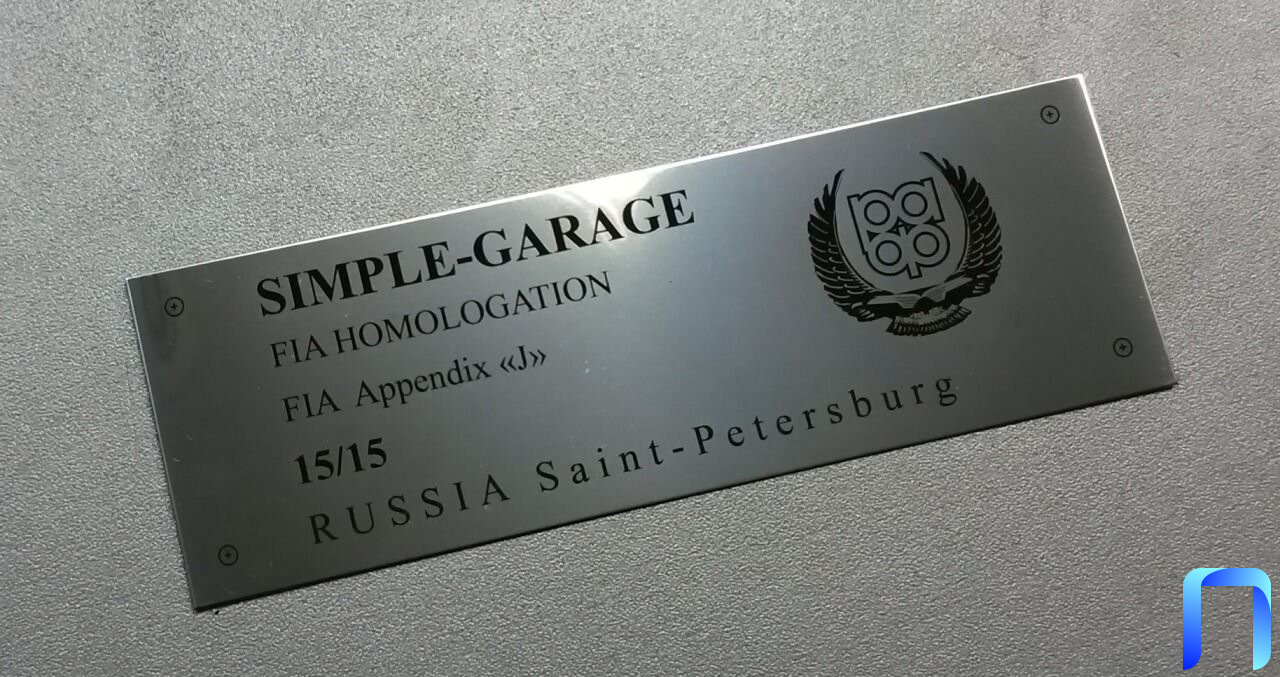 SIMPLE-GARAGE
FIA HOMOLOGATION
FIA Appendix «J»
15/15
RUSSIA Saint-Petersburg